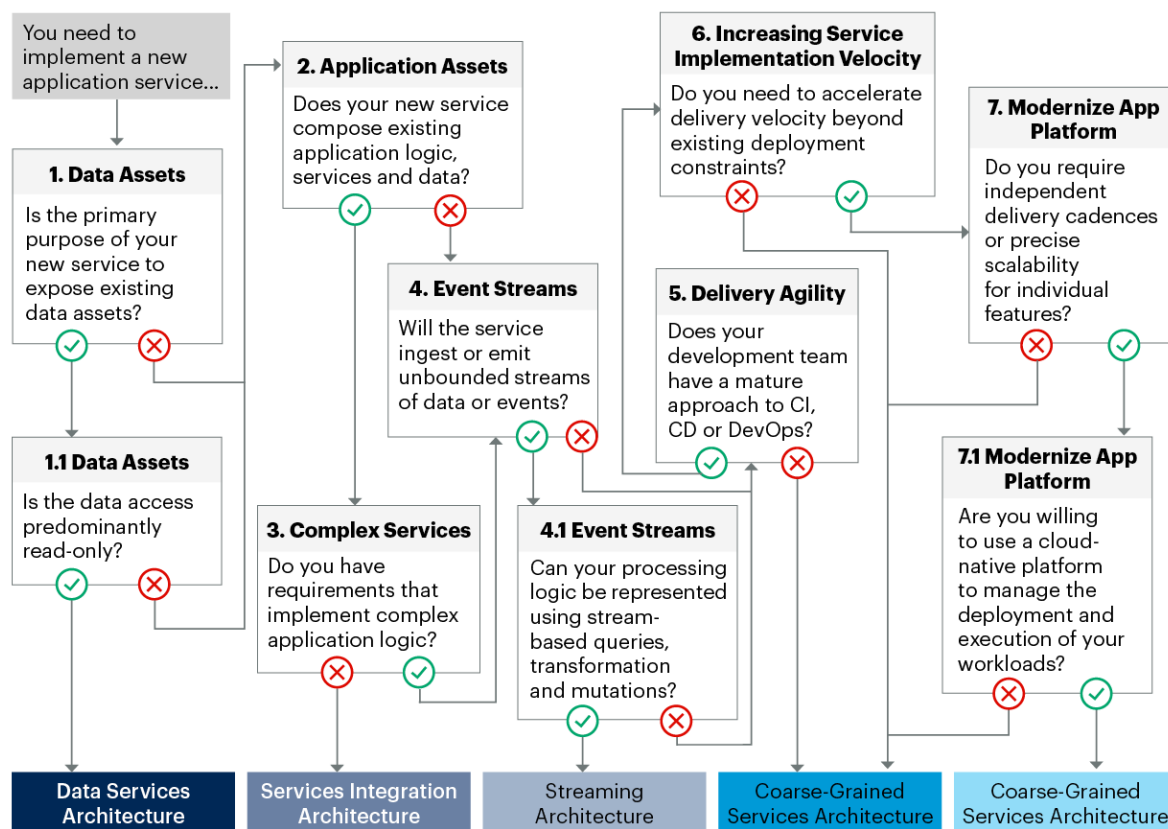 You need to
implement a new
application service...
1. Data Assets
Is the primary
purpose of your
new service to
expose existing
data assets?
1.1 Data Assets
Is the data access
predominantly
read-only?
2. Application Assets
Does your new service
compose existing
application logic,
services and data?
3. Complex Services
Do you have
requirements that
implement complex
application logic?
4. Event Streams
Will the service
ingest or emit
unbounded streams
of data or events?
4.1 Event Streams
Can your processing
logic be represented
using stream-
based queries,
transformation
and mutations?
5. Delivery Agility
Does your
development team
have a mature
approach to CI,
CD or DevOps?
6. Increasing Service
Implementation Velocity
Do you need to accelerate
delivery velocity beyond
existing deployment
constraints?
7. Modernize App
Platform
Do you require
independent
delivery cadences
or precise
scalability
for individual
features?
7.1 Modernize App
Platform
Are you willing
to use a cloud-
native platform
to manage the
deployment and
execution of your
workloads?
Data Services
Architecture
Services Integration
Architecture
Streaming
Architecture
Coarse-Grained
Services Architecture
Coarse-Grained
Services Architecture